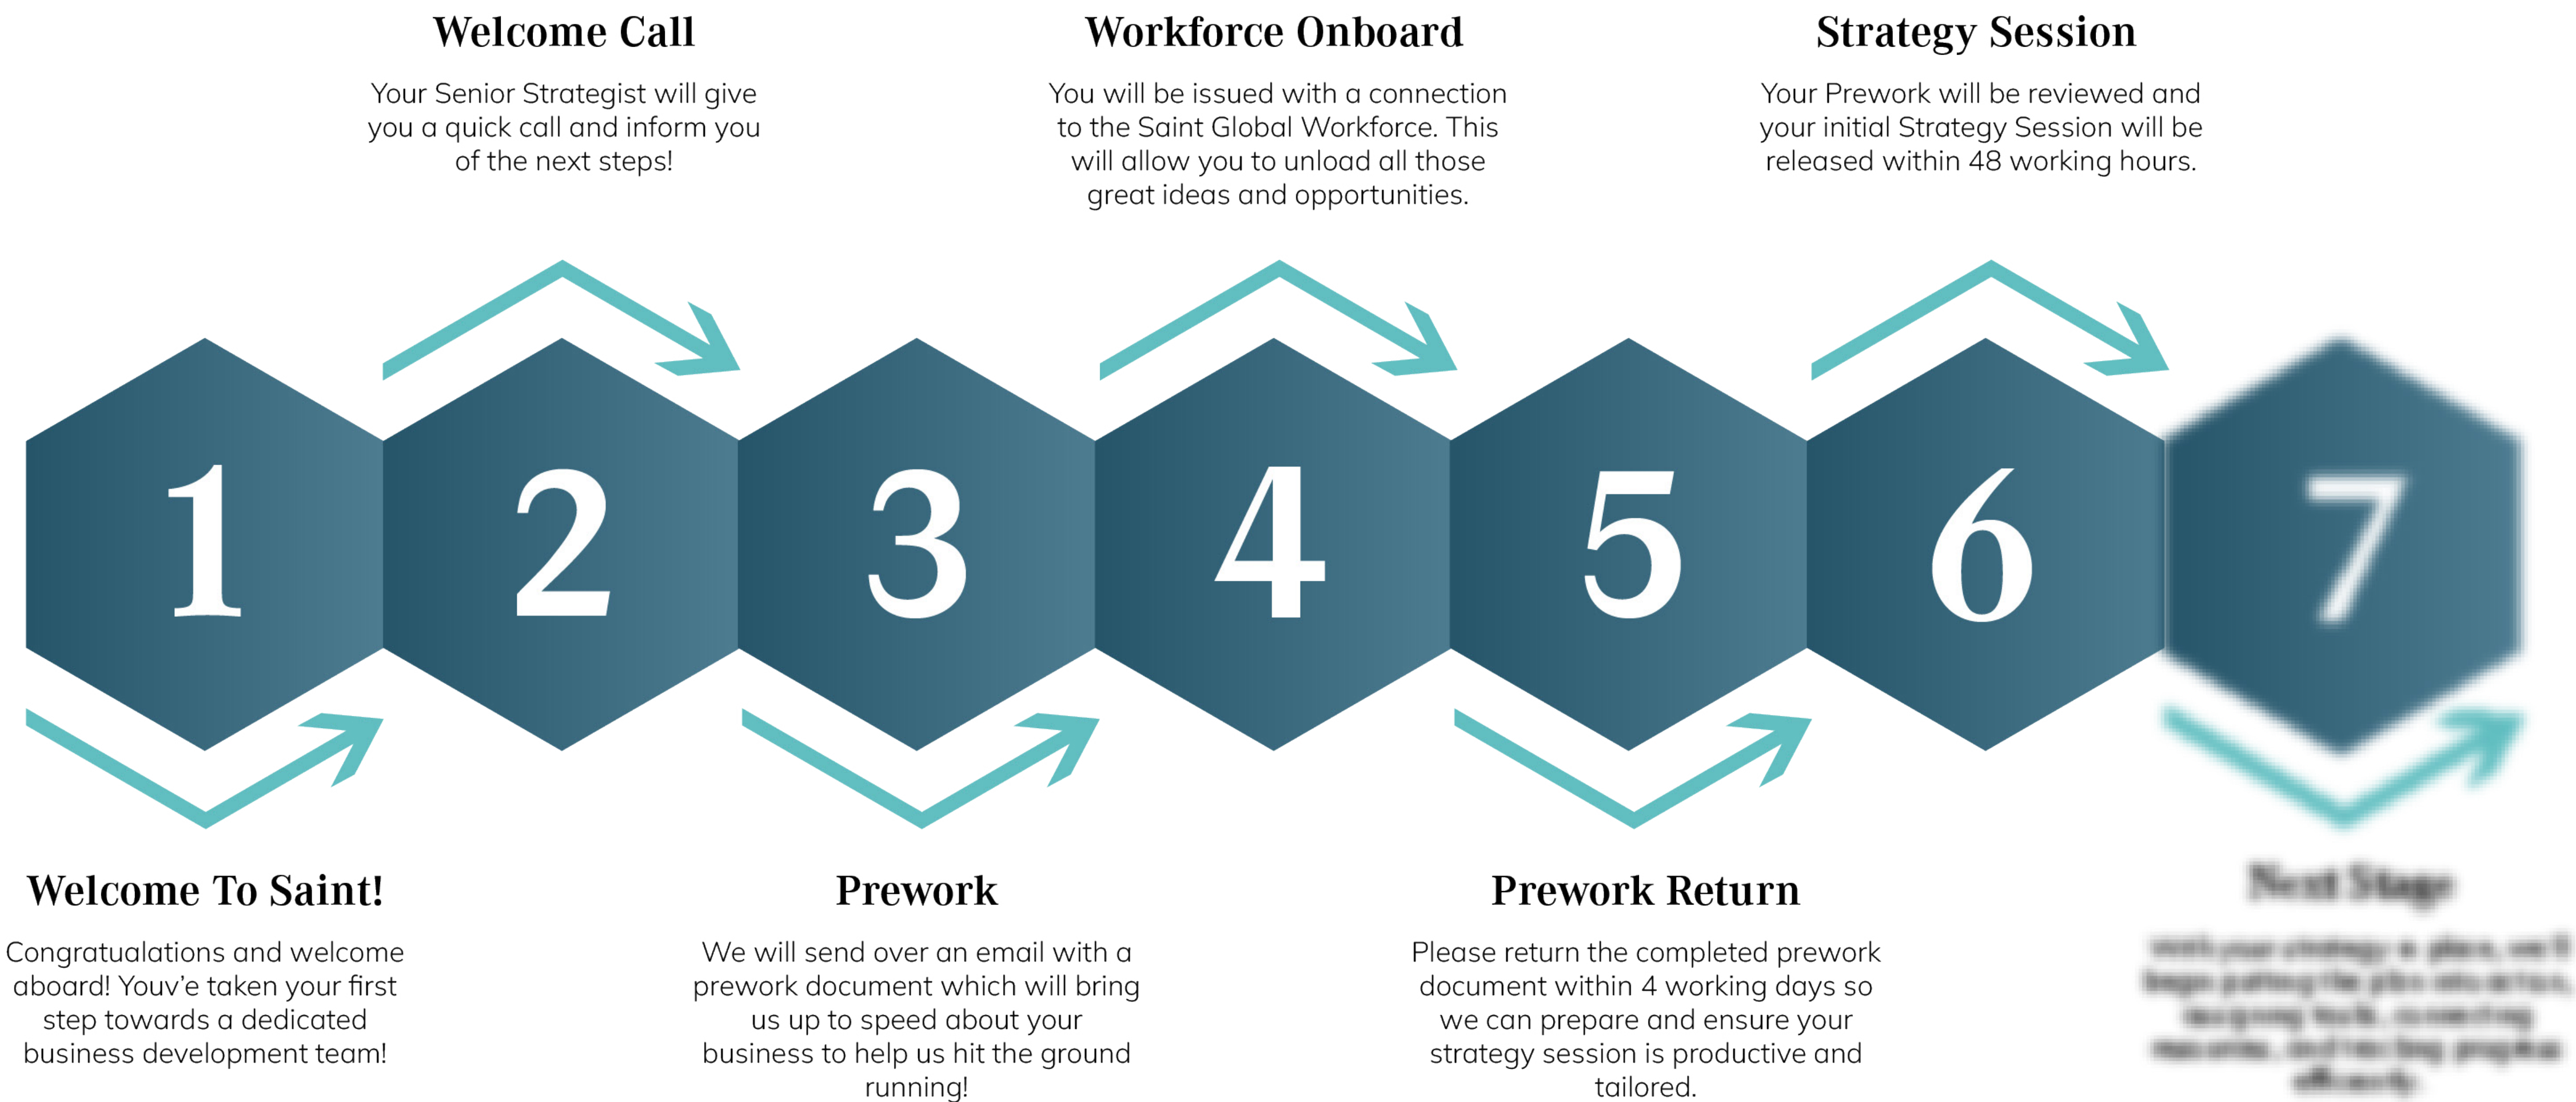 Welcome Call
Your Senior Strategist will give
you a quick call and inform you
of the next steps!
Workforce Onboard
You will be issued with a connection
to the Saint Global Workforce. This
will allow you to unload all those
great ideas and opportunities.
Strategy Session
Your Prework will be reviewed and
your initial Strategy Session will be
released within 48 working hours.
1
2
3
4
5
6
7
Welcome To Saint!
Congratualations and welcome
aboard! Youv'e taken your first
step towards a dedicated
business development team!
Prework
We will send over an email with a
prework document which will bring
us up to speed about your
business to help us hit the ground
running!
Prework Return
Please return the completed prework
document within 4 working days so
we can prepare and ensure your
strategy session is productive and
tailored.
Next Stage